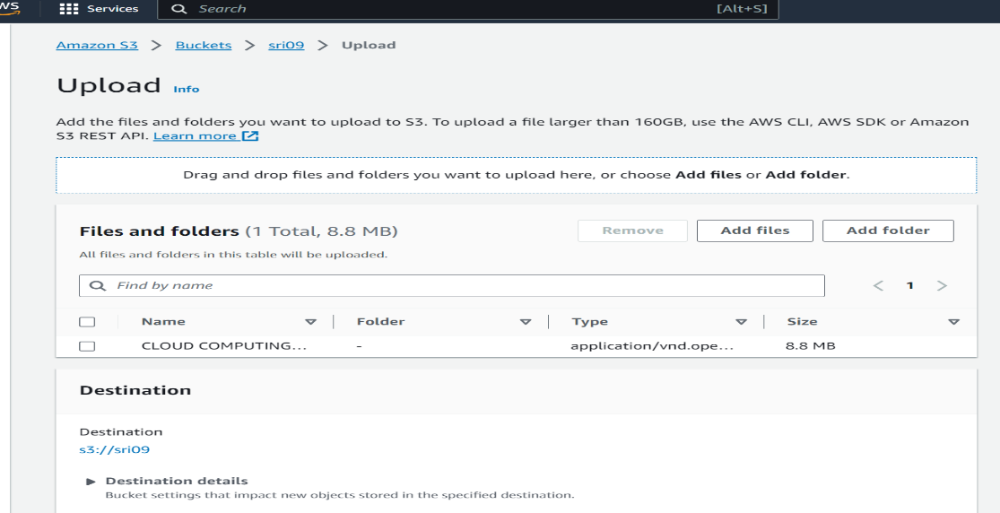 aws Services Search [Alt+S]
Amazon S3 > Buckets > sri09 > Upload
Upload Info
Add the files and folders you want to upload to S3. To upload a file larger than 160GB, use the AWS CLI, AWS SDK or Amazon
S3 REST API. Learn more
Drag and drop files and folders you want to upload here, or choose Add files or Add folder.
Files and folders (1 Total, 8.8 MB) Remove Add files Add folder
All files and folders in this table will be uploaded.
Find by name < 1 >
Name Folder Type Size
CLOUD COMPUTING... - application/vnd.ope... 8.8 MB
Destination
Destination
s3://sri09
Destination details
Bucket settings that impact new objects stored in the specified destination.